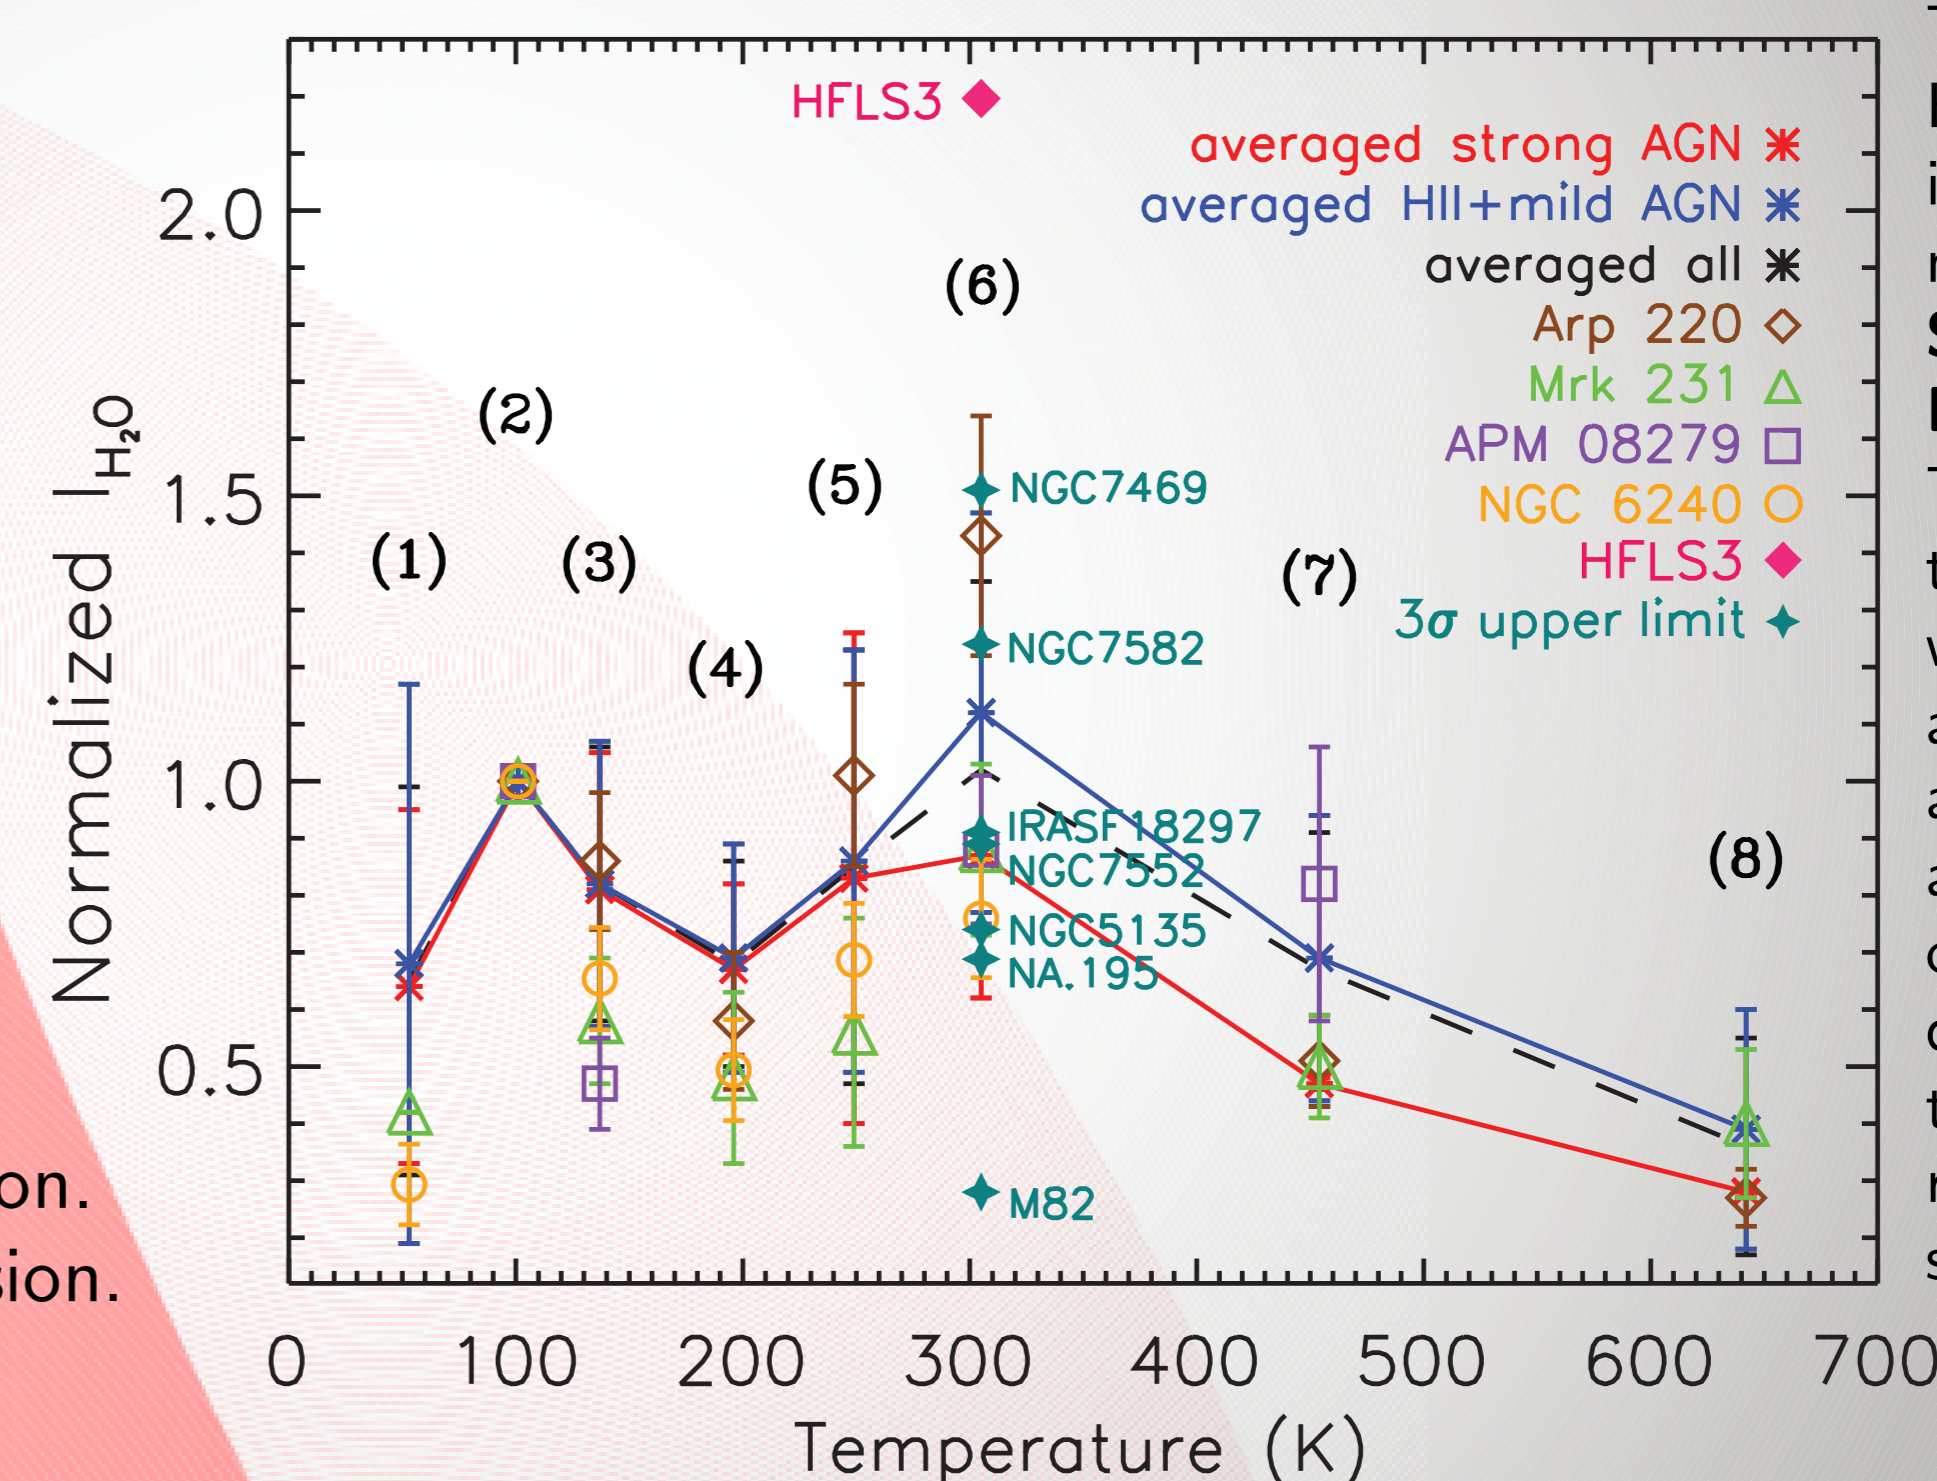 HFLS3
averaged strong AGN
averaged HII+mild AGN
averaged all
Arp 220
Mrk 231
APM 08279
NGC 6240
HFLS3
3σ upper limit
(1)
(2)
(3)
(4)
(5)
(6)
(7)
(8)
NGC7469
NGC7582
IRASF18297
NGC7552
NGC5135
NA.195
M82
2.0
1.5
1.0
0.5
Normalized I_H₂O
0 100 200 300 400 500 600 700
Temperature (K)
on.
sion.